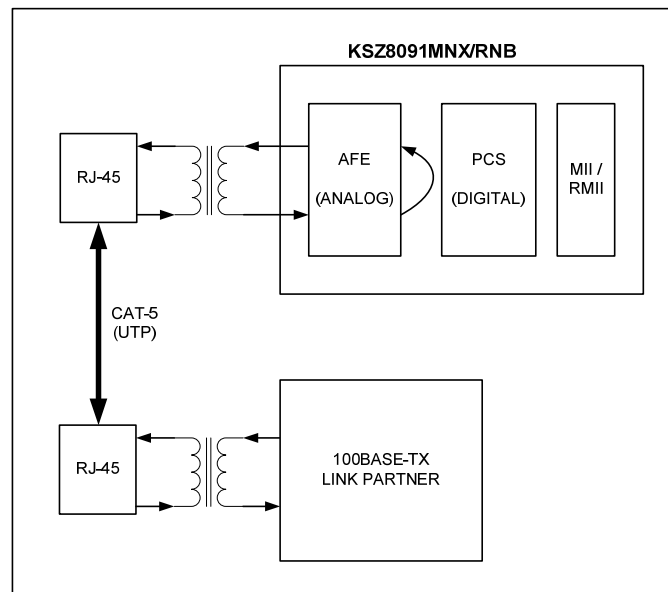 KSZ8091MNX/RNB
RJ-45
AFE
(ANALOG)
PCS
(DIGITAL)
MII /
RMII
CAT-5
(UTP)
RJ-45
100BASE-TX
LINK PARTNER